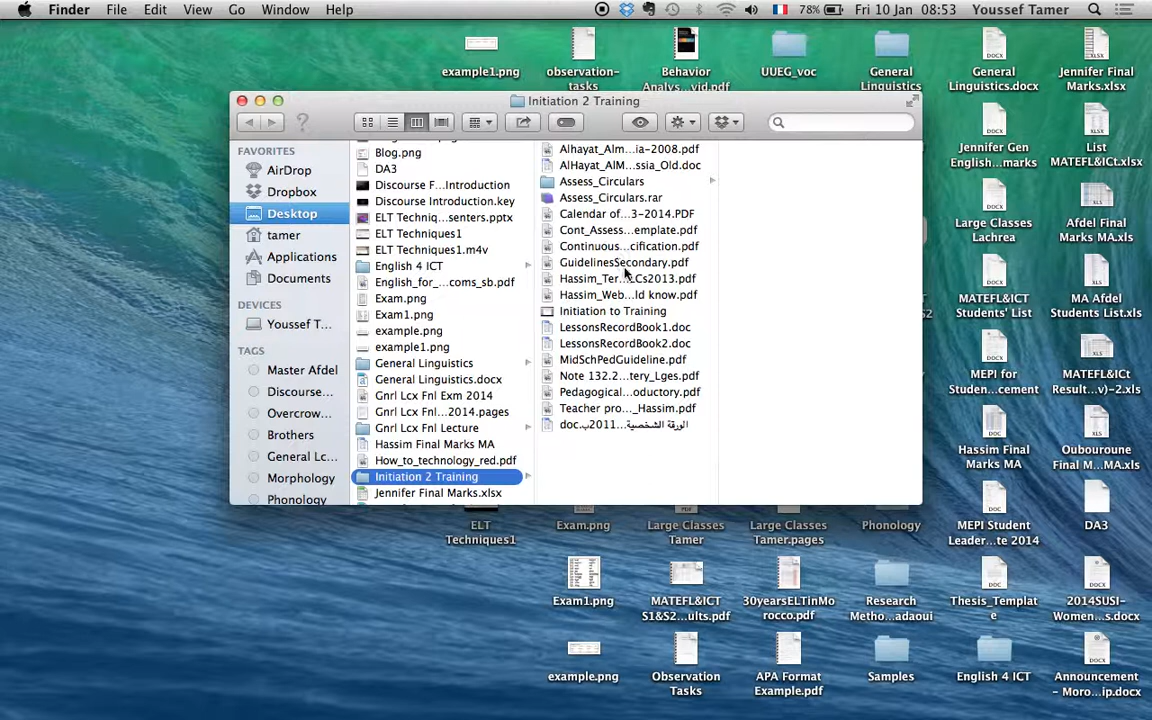 Finder File Edit View Go Window Help 78% Fri 10 Jan 08:53 Youssef Tamer
example1.png
observation-
tasks
Behavior
Analys...vid.pdf
UUEG_voc
General
Linguistics
General
Linguistics.docx
Jennifer Final
Marks.xlsx
Initiation 2 Training
FAVORITES
AirDrop
Dropbox
Desktop
tamer
Applications
Documents
DEVICES
Youssef T...
TAGS
Master Afdel
Discourse...
Overcrow...
Brothers
General Lc...
Morphology
Phonology
Blog.png
DA3
Discourse F...Introduction
Discourse Introduction.key
ELT Techniq...senters.pptx
ELT Techniques1
ELT Techniques1.m4v
English 4 ICT
English_for_...coms_sb.pdf
Exam.png
Exam1.png
example.png
example1.png
General Linguistics
General Linguistics.docx
Gnrl Lcx Fnl Exm 2014
Gnrl Lcx Fnl...2014.pages
Gnrl Lcx Fnl Lecture
Hassim Final Marks MA
How_to_technology_red.pdf
Initiation 2 Training
Jennifer Final Marks.xlsx
Alhayat_Alm...ia-2008.pdf
AlHayat_AlM...ssia_Old.doc
Assess_Circulars
Assess_Circulars.rar
Calendar of...3-2014.PDF
Cont_Assess...emplate.pdf
Continuous...cification.pdf
GuidelinesSecondary.pdf
Hassim_Ter...LCs2013.pdf
Hassim_Web...ld know.pdf
Initiation to Training
LessonsRecordBook1.doc
LessonsRecordBook2.doc
MidSchPedGuideline.pdf
Note 132.2...tery_Lges.pdf
Pedagogical...oductory.pdf
Teacher pro..._Hassim.pdf
الورقة الشخصية...2011ب.doc
Jennifer Gen
English ...marks
List
MATEFL&ICt.xlsx
Large Classes
Lachrea
Afdel Final
Marks MA.xls
MATEFL&ICT
Students' List
MA Afdel
Students List.xls
MEPI for
Studen...cement
MATEFL&ICt
Result...v)-2.xls
Hassim Final
Marks MA
Oubouroune
Final M...MA.xls
ELT
Techniques1
Exam.png
Large Classes
Tamer
Large Classes
Tamer.pages
Phonology
MEPI Student
Leader...te 2014
DA3
Exam1.png
MATEFL&ICT
S1&S2...ults.pdf
30yearsELTinMo
rocco.pdf
Research
Metho...adaoui
Thesis_Templat
e
2014SUSI-
Women...s.docx
example.png
Observation
Tasks
APA Format
Example.pdf
Samples
English 4 ICT
Announcement
- Moro...ip.docx